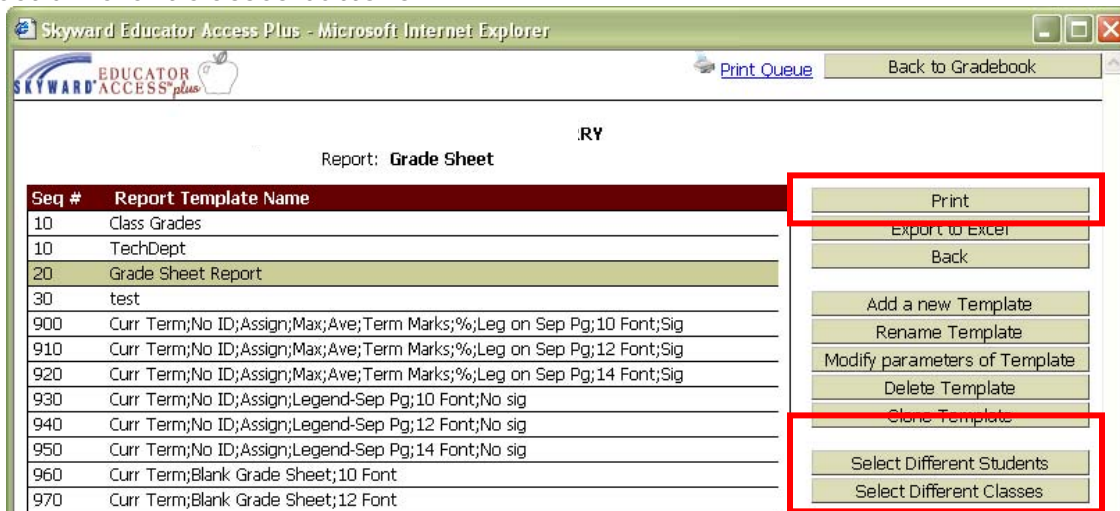 Skyward Educator Access Plus - Microsoft Internet Explorer
SKYWARD EDUCATOR ACCESS plus
Print Queue
Back to Gradebook
RY
Report: Grade Sheet
Seq # Report Template Name
10 Class Grades
10 TechDept
20 Grade Sheet Report
30 test
900 Curr Term;No ID;Assign;Max;Ave;Term Marks;%;Leg on Sep Pg;10 Font;Sig
910 Curr Term;No ID;Assign;Max;Ave;Term Marks;%;Leg on Sep Pg;12 Font;Sig
920 Curr Term;No ID;Assign;Max;Ave;Term Marks;%;Leg on Sep Pg;14 Font;Sig
930 Curr Term;No ID;Assign;Legend-Sep Pg;10 Font;No sig
940 Curr Term;No ID;Assign;Legend-Sep Pg;12 Font;No sig
950 Curr Term;No ID;Assign;Legend-Sep Pg;14 Font;No sig
960 Curr Term;Blank Grade Sheet;10 Font
970 Curr Term;Blank Grade Sheet;12 Font
Print
Export to Excel
Back
Add a new Template
Rename Template
Modify parameters of Template
Delete Template
Clone Template
Select Different Students
Select Different Classes